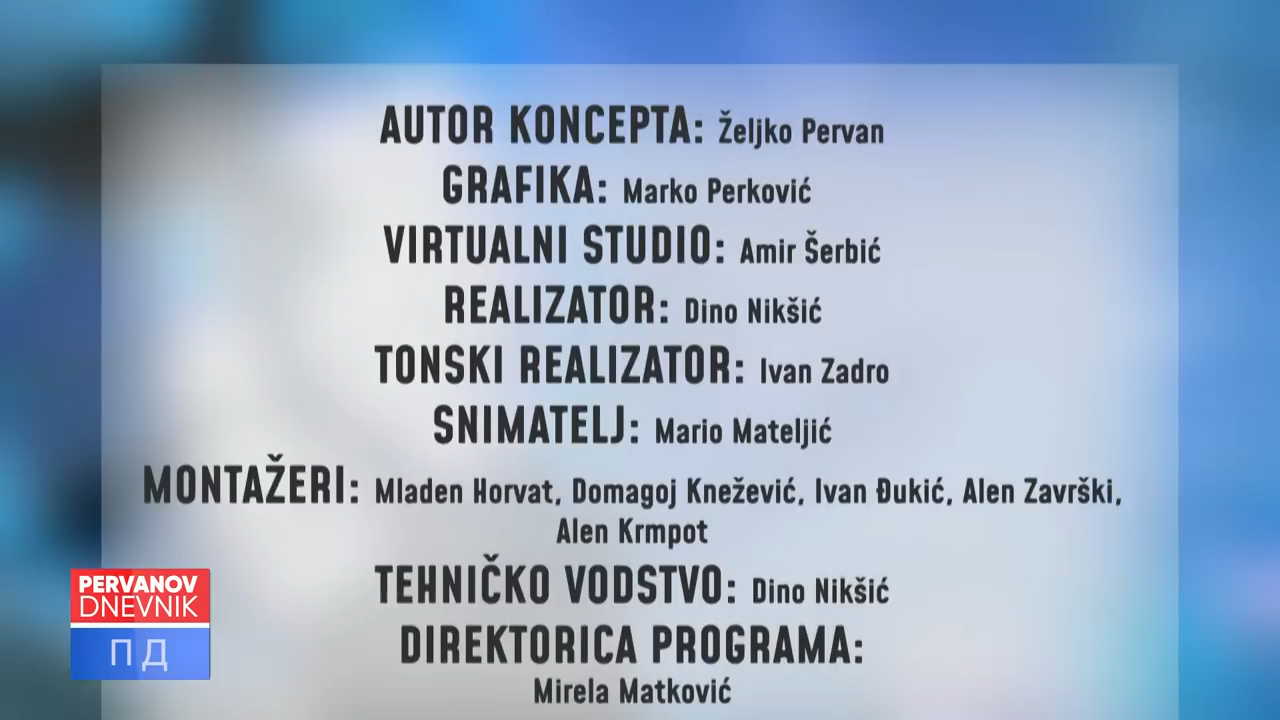 AUTOR KONCEPTA: Željko Pervan
GRAFIKA: Marko Perković
VIRTUALNI STUDIO: Amir Šerbić
REALIZATOR: Dino Nikšić
TONSKI REALIZATOR: Ivan Zadro
SNIMATELJ: Mario Mateljić
MONTAŽERI: Mladen Horvat, Domagoj Knežević, Ivan Đukić, Alen Završki,
Alen Krmpot
TEHNIČKO VODSTVO: Dino Nikšić
DIREKTORICA PROGRAMA:
Mirela Matković
PERVANOV
DNEVNIK
ПД